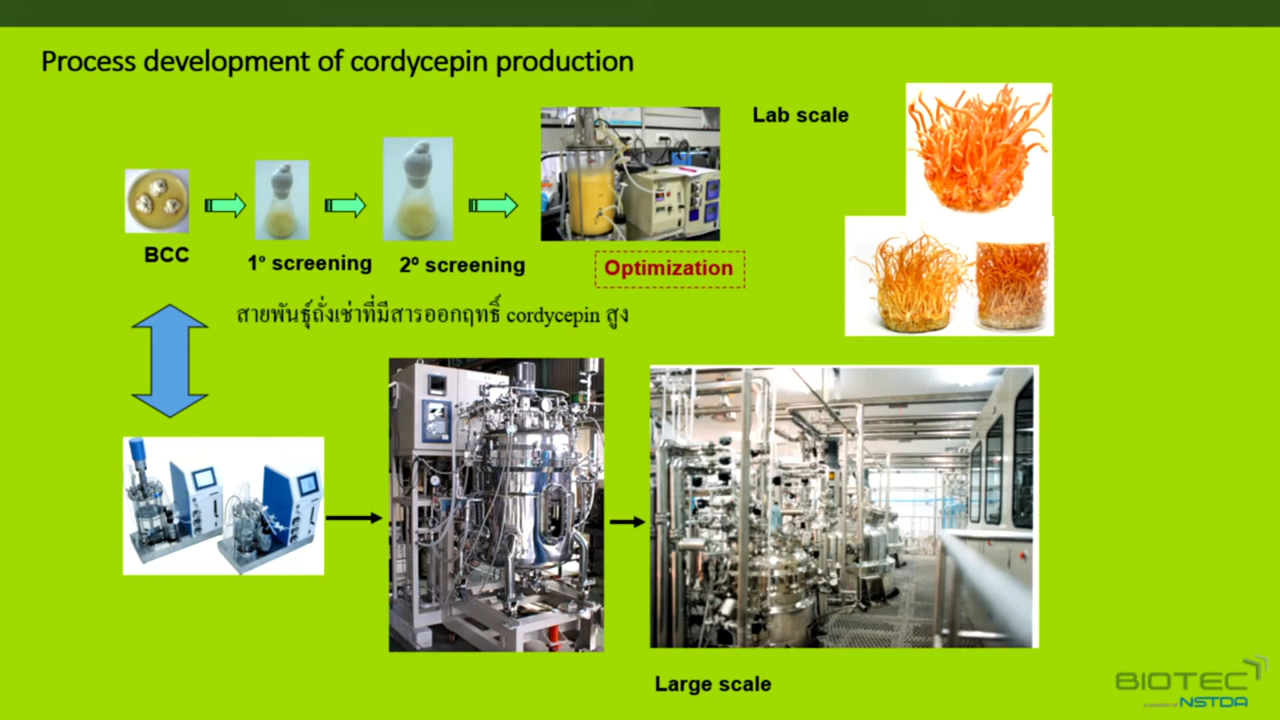 Process development of cordycepin production
Lab scale
BCC
1° screening
2° screening
Optimization
สายพันธุ์ถั่งเช่าที่มีสารออกฤทธิ์ cordycepin สูง
Large scale
BIOTEC
a member of NSTDA